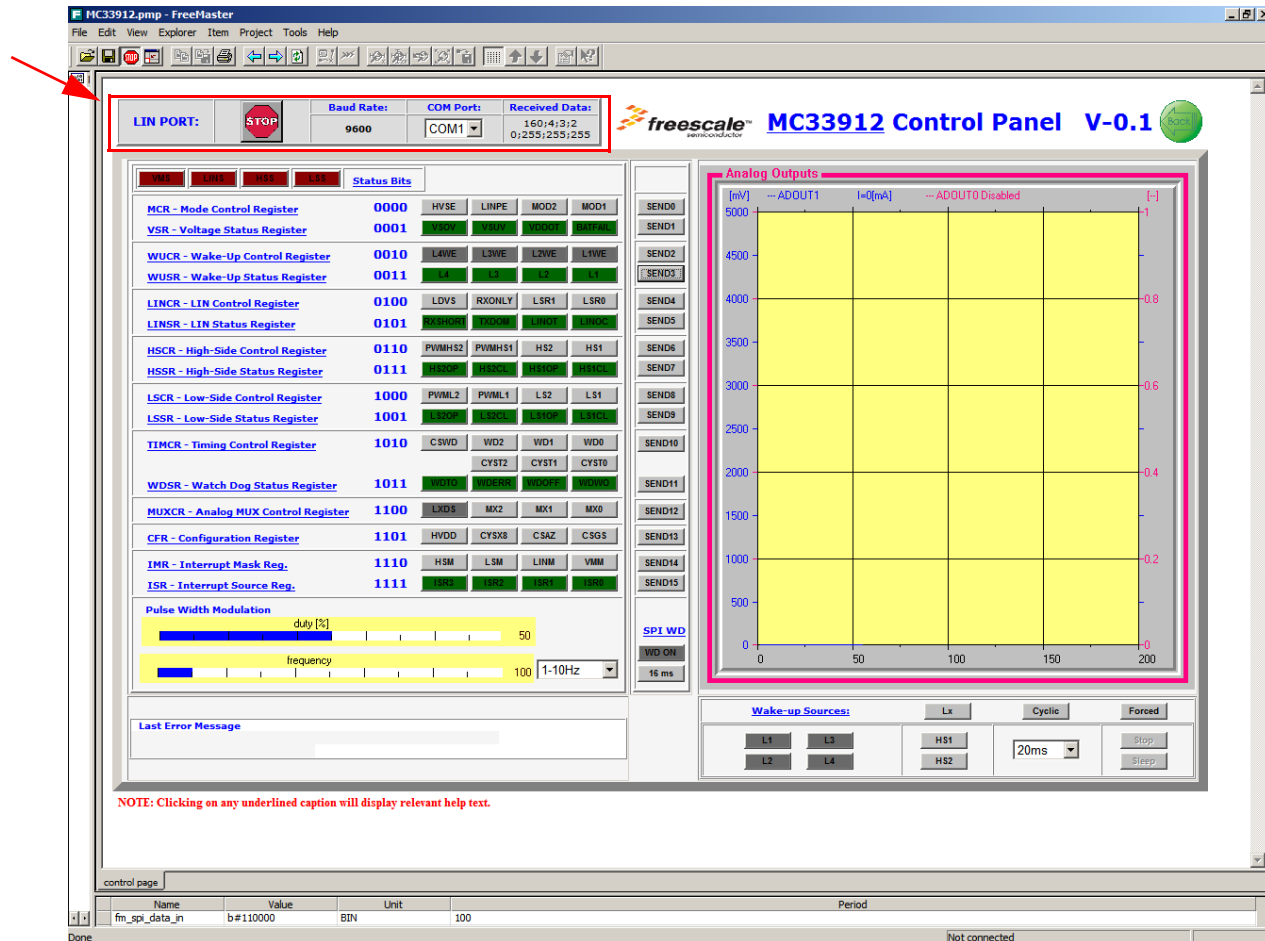 MC33912.pmp - FreeMaster
File Edit View Explorer Item Project Tools Help
LIN PORT:
STOP
Baud Rate:
9600
COM Port:
COM1
Received Data:
160;4;3;2
0;255;255;255
freescale™
semiconductor
MC33912 Control Panel V-0.1
Back
VMS LINS HSS LSS Status Bits
MCR - Mode Control Register 0000 HVSE LINPE MOD2 MOD1 SEND0
VSR - Voltage Status Register 0001 VSOV VSUV VDDOT BATFAIL SEND1
WUCR - Wake-Up Control Register 0010 L4WE L3WE L2WE L1WE SEND2
WUSR - Wake-Up Status Register 0011 L4 L3 L2 L1 SEND3
LINCR - LIN Control Register 0100 LDVS RXONLY LSR1 LSR0 SEND4
LINSR - LIN Status Register 0101 RXSHORT TXDOM LINOT LINOC SEND5
HSCR - High-Side Control Register 0110 PWMHS2 PWMHS1 HS2 HS1 SEND6
HSSR - High-Side Status Register 0111 HS2OP HS2CL HS1OP HS1CL SEND7
LSCR - Low-Side Control Register 1000 PWML2 PWML1 LS2 LS1 SEND8
LSSR - Low-Side Status Register 1001 LS2OP LS2CL LS1OP LS1CL SEND9
TIMCR - Timing Control Register 1010 CSWD WD2 WD1 WD0 SEND10
CYST2 CYST1 CYST0
WDSR - Watch Dog Status Register 1011 WDTO WDERR WDOFF WDWO SEND11
MUXCR - Analog MUX Control Register 1100 LXDS MX2 MX1 MX0 SEND12
CFR - Configuration Register 1101 HVDD CYSX8 CSAZ CSGS SEND13
IMR - Interrupt Mask Reg. 1110 HSM LSM LINM VMM SEND14
ISR - Interrupt Source Reg. 1111 ISR3 ISR2 ISR1 ISR0 SEND15
Pulse Width Modulation
duty [%]
50
frequency
100 1-10Hz
SPI WD
WD ON
16 ms
Analog Outputs
[mV] --- ADOUT1 I=0[mA] --- ADOUT0 Disabled [--]
5000 1
4500
4000 0.8
3500
3000 0.6
2500
2000 0.4
1500
1000 0.2
500
0 0
0 50 100 150 200
Last Error Message
Wake-up Sources: Lx Cyclic Forced
L1 L3 HS1 20ms Stop
L2 L4 HS2 Sleep
NOTE: Clicking on any underlined caption will display relevant help text.
control page
Name Value Unit Period
fm_spi_data_in b#110000 BIN 100
Done Not connected